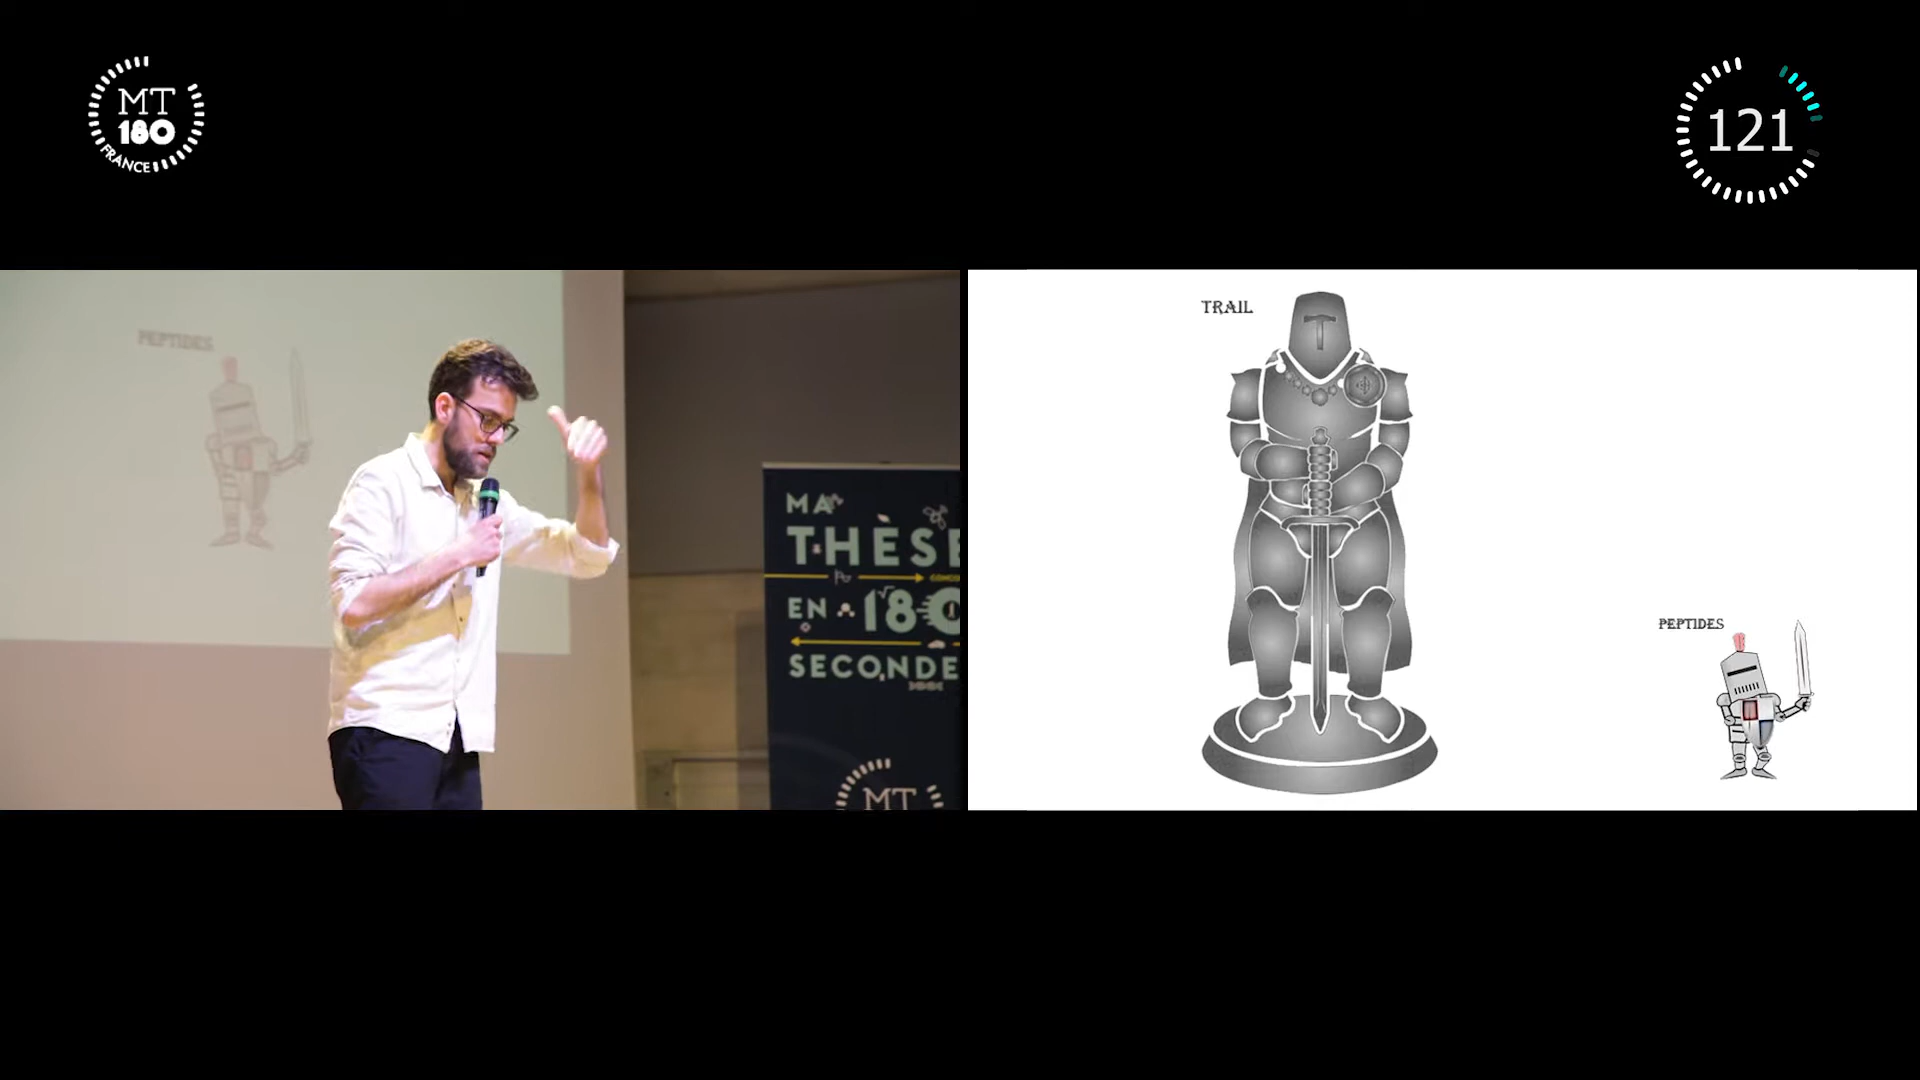 MT
180
FRANCE
121
PEPTIDES
MA
THÈSE
EN √180
SECONDE
MT
TRAIL
PEPTIDES